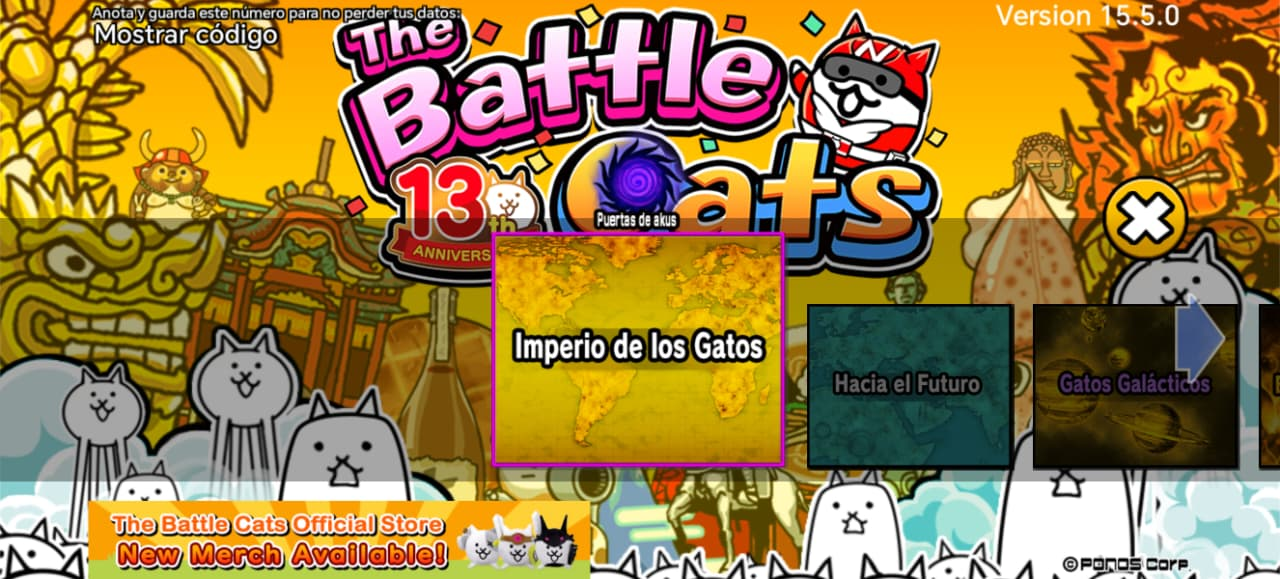 Anota y guarda este número para no perder tus datos:
Mostrar código
Version 15.5.0
The
Battle
Cats
N
13th
ANNIVERS
Puertas de akus
Imperio de los Gatos
Hacia el Futuro
Gatos Galácticos
The Battle Cats Official Store
New Merch Available!
©PONOS Corp.